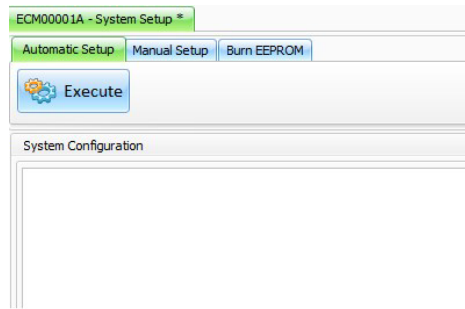 ECM00001A - System Setup *
Automatic Setup Manual Setup Burn EEPROM
Execute
System Configuration